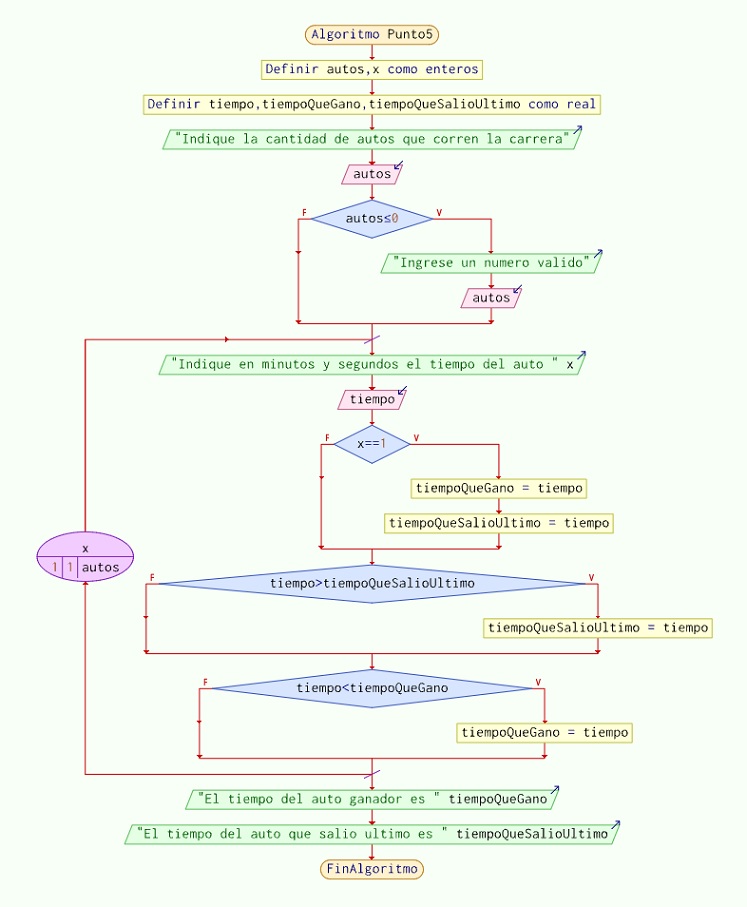 Algoritmo Punto5
Definir autos,x como enteros
Definir tiempo,tiempoQueGano,tiempoQueSalioUltimo como real
"Indique la cantidad de autos que corren la carrera"
autos
F
autos≤0
V
"Ingrese un numero valido"
autos
"Indique en minutos y segundos el tiempo del auto " x
tiempo
F
x==1
V
tiempoQueGano = tiempo
tiempoQueSalioUltimo = tiempo
x
1 1 autos
F
tiempo>tiempoQueSalioUltimo
V
tiempoQueSalioUltimo = tiempo
F
tiempo<tiempoQueGano
V
tiempoQueGano = tiempo
"El tiempo del auto ganador es " tiempoQueGano
"El tiempo del auto que salio ultimo es " tiempoQueSalioUltimo
FinAlgoritmo